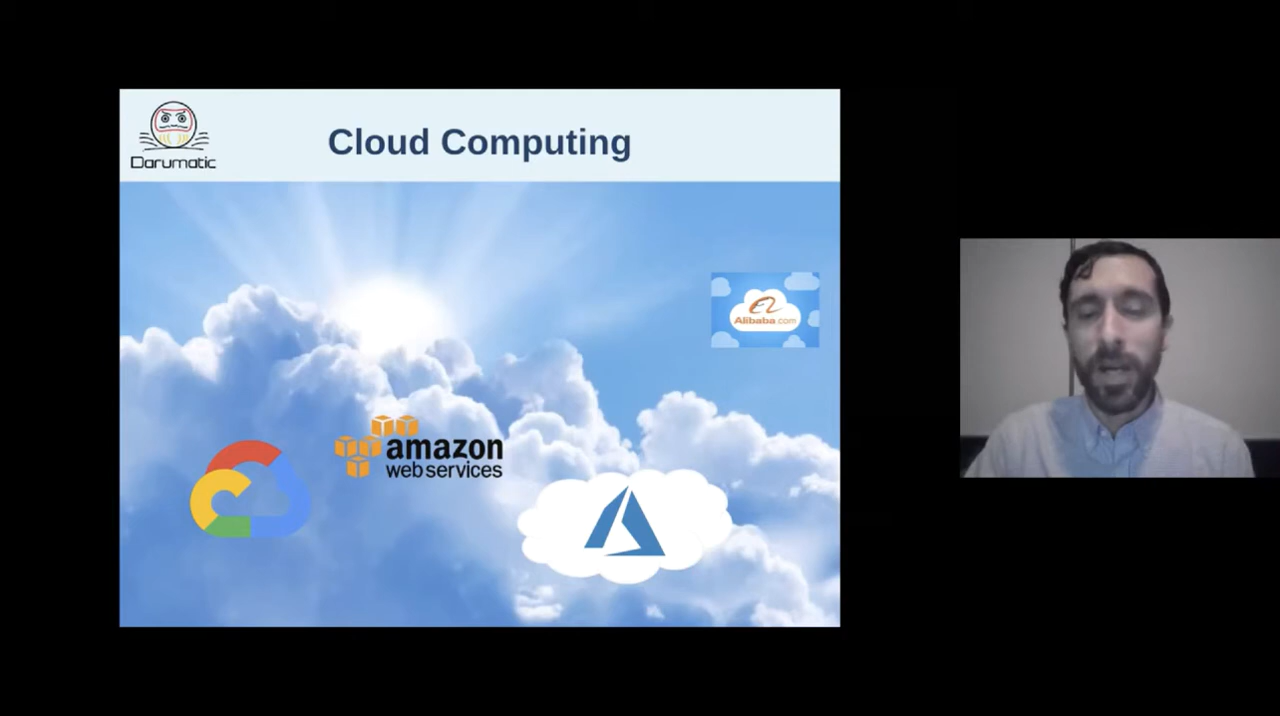 Darumatic
Cloud Computing
Alibaba.com
amazon
web services